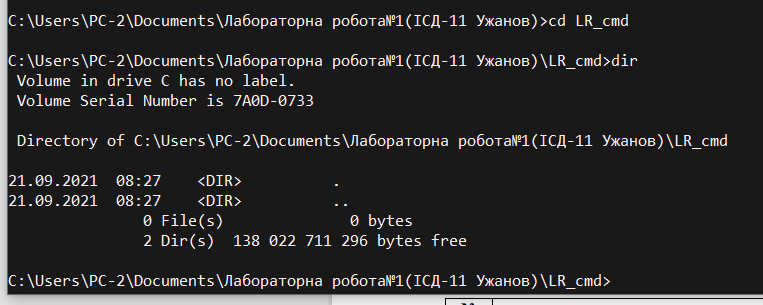 C:\Users\PC-2\Documents\Лабораторна робота№1(ІСД-11 Ужанов)>cd LR_cmd
C:\Users\PC-2\Documents\Лабораторна робота№1(ІСД-11 Ужанов)\LR_cmd>dir
Volume in drive C has no label.
Volume Serial Number is 7A0D-0733
Directory of C:\Users\PC-2\Documents\Лабораторна робота№1(ІСД-11 Ужанов)\LR_cmd
21.09.2021  08:27    <DIR>          .
21.09.2021  08:27    <DIR>          ..
0 File(s)              0 bytes
2 Dir(s)  138 022 711 296 bytes free
C:\Users\PC-2\Documents\Лабораторна робота№1(ІСД-11 Ужанов)\LR_cmd>